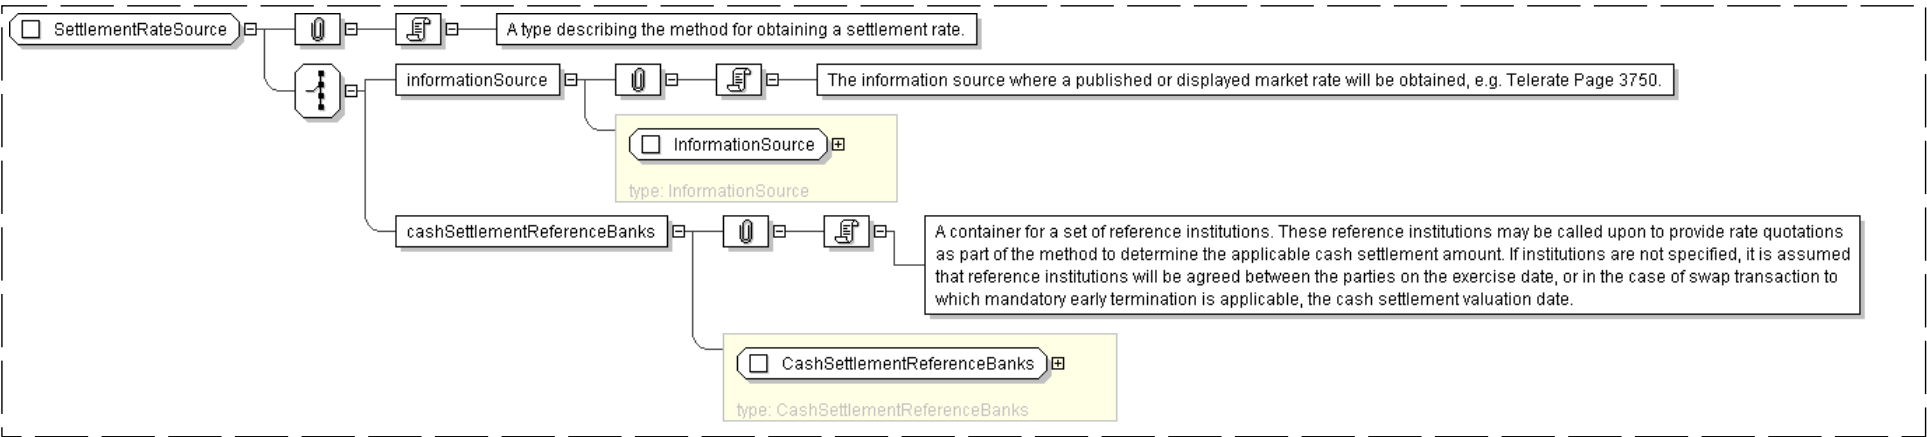 SettlementRateSource
A type describing the method for obtaining a settlement rate.
informationSource
The information source where a published or displayed market rate will be obtained, e.g. Telerate Page 3750.
InformationSource
type: InformationSource
cashSettlementReferenceBanks
A container for a set of reference institutions. These reference institutions may be called upon to provide rate quotations
as part of the method to determine the applicable cash settlement amount. If institutions are not specified, it is assumed
that reference institutions will be agreed between the parties on the exercise date, or in the case of swap transaction to
which mandatory early termination is applicable, the cash settlement valuation date.
CashSettlementReferenceBanks
type: CashSettlementReferenceBanks